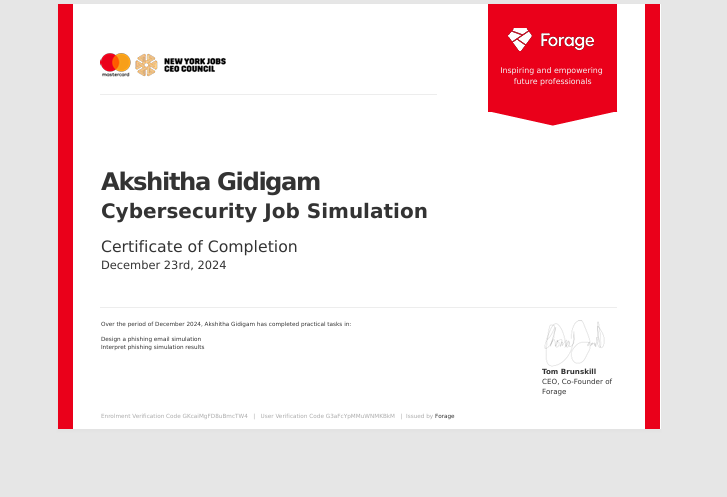 mastercard
NEW YORK JOBS
CEO COUNCIL
Forage
Inspiring and empowering
future professionals
Akshitha Gidigam
Cybersecurity Job Simulation
Certificate of Completion
December 23rd, 2024
Over the period of December 2024, Akshitha Gidigam has completed practical tasks in:
Design a phishing email simulation
Interpret phishing simulation results
Tom Brunskill
CEO, Co-Founder of
Forage
Enrolment Verification Code | User Verification Code | Issued by Forage